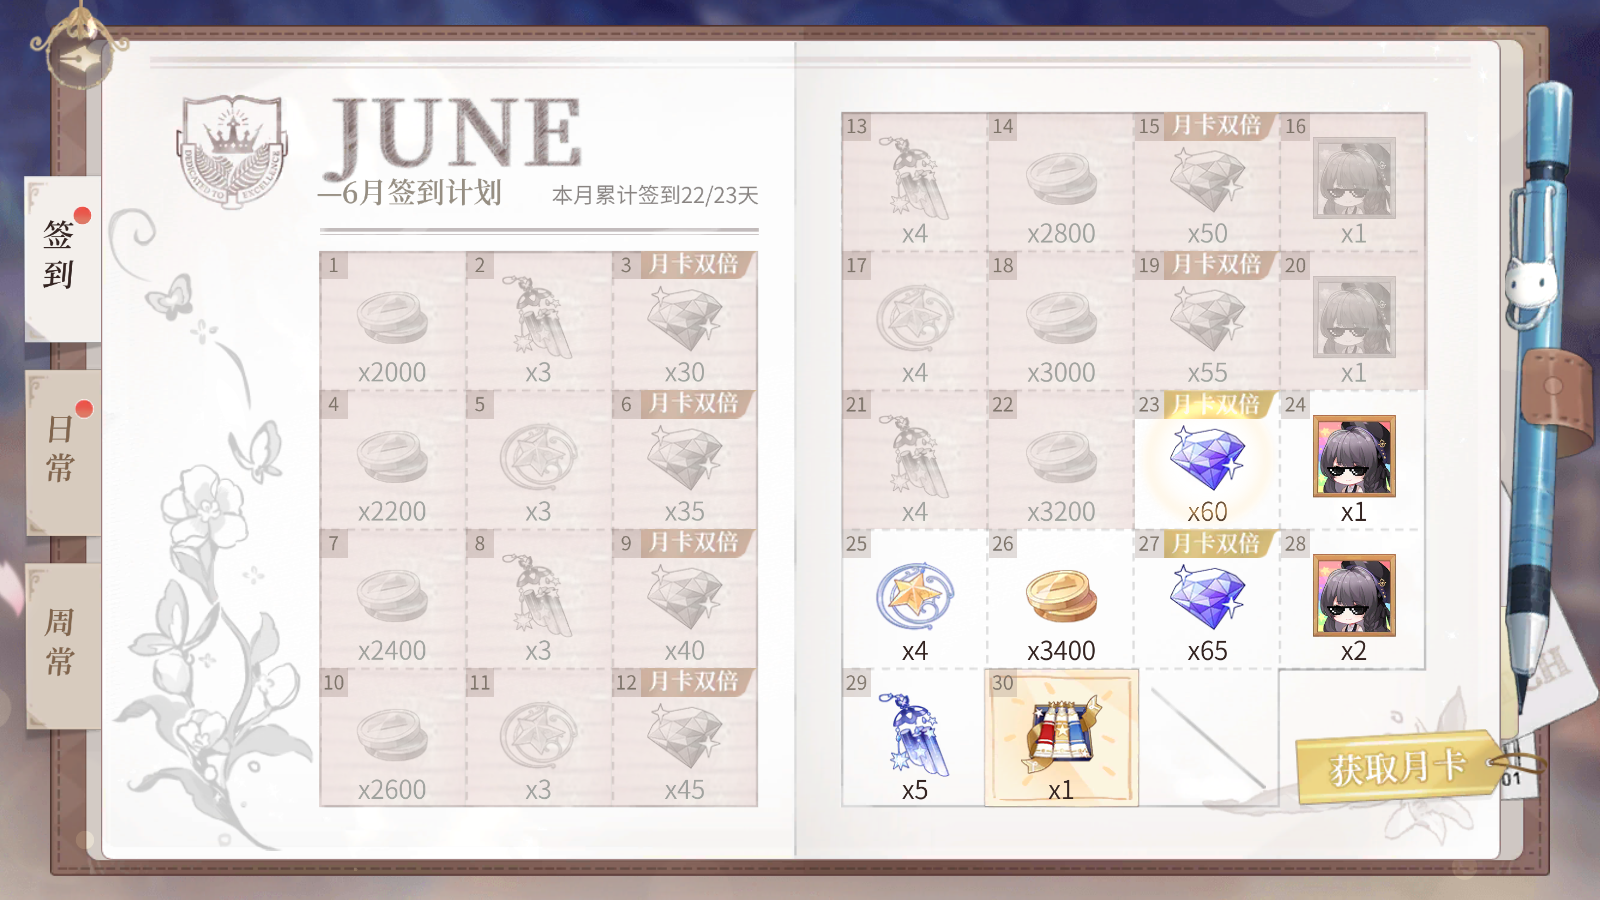 JUNE
—6月签到计划
本月累计签到22/23天
DEDICATED TO EXCELLENCE
签到
日常
周常
1
x2000
2
x3
3 月卡双倍
x30
4
x2200
5
x3
6 月卡双倍
x35
7
x2400
8
x3
9 月卡双倍
x40
10
x2600
11
x3
12 月卡双倍
x45
13
x4
14
x2800
15 月卡双倍
x50
16
x1
17
x4
18
x3000
19 月卡双倍
x55
20
x1
21
x4
22
x3200
23 月卡双倍
x60
24
x1
25
x4
26
x3400
27 月卡双倍
x65
28
x2
29
x5
30
x1
获取月卡
01